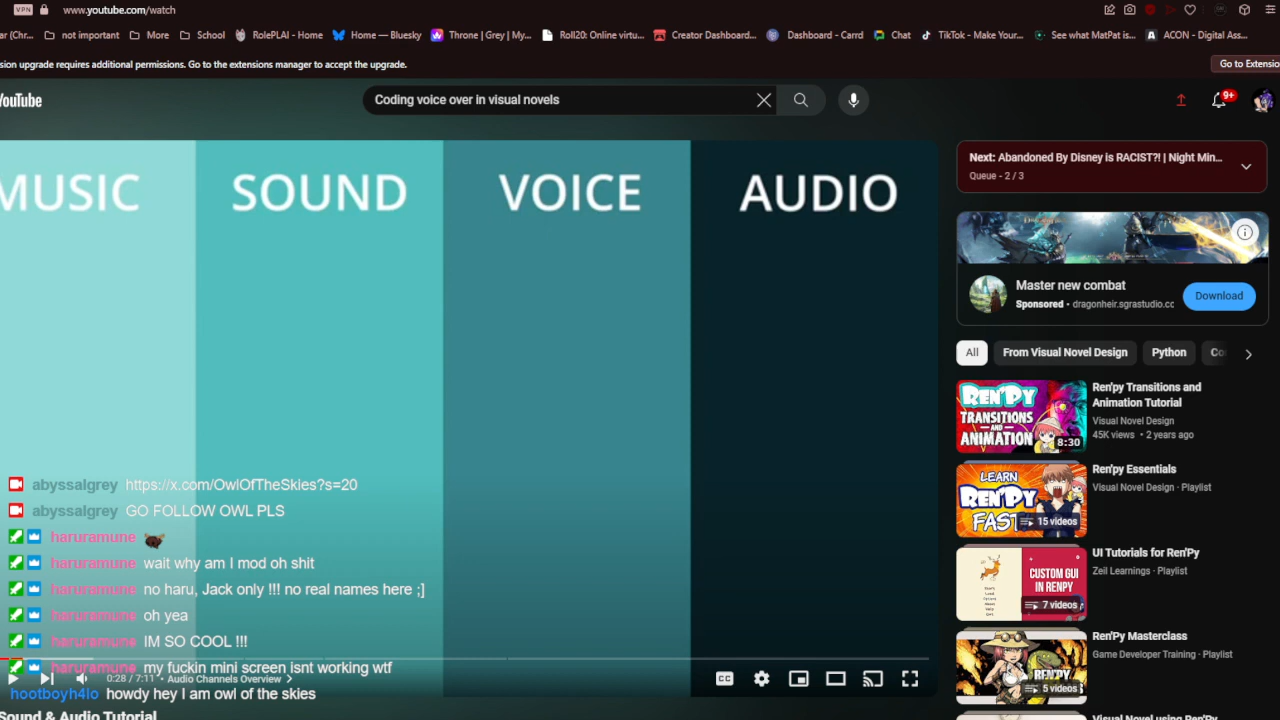 VPN www.youtube.com/watch
ar (Chr... not important More School RolePLAI - Home Home — Bluesky Throne | Grey | My... Roll20: Online virtu... Creator Dashboard... Dashboard - Carrd Chat TikTok - Make Your... See what MatPat is... ACON - Digital Ass...
sion upgrade requires additional permissions. Go to the extensions manager to accept the upgrade. Go to Extensio
YouTube Coding voice over in visual novels 9+
MUSIC SOUND VOICE AUDIO
Next: Abandoned By Disney is RACIST?! | Night Min...
Queue - 2 / 3
Master new combat
Sponsored • dragonheir.sgrastudio.cc
Download
All From Visual Novel Design Python Co
REN'PY TRANSITIONS AND ANIMATION 8:30
Ren'py Transitions and
Animation Tutorial
Visual Novel Design
45K views • 2 years ago
LEARN REN'PY FAST 15 videos
Ren'py Essentials
Visual Novel Design · Playlist
CUSTOM GUI IN RENPY 7 videos
UI Tutorials for Ren'Py
Zeil Learnings · Playlist
5 videos
Ren'Py Masterclass
Game Developer Training · Playlist
Visual Novel using Ren'Py
abyssalgrey https://x.com/OwlOfTheSkies?s=20
abyssalgrey GO FOLLOW OWL PLS
haruramune
haruramune wait why am I mod oh shit
haruramune no haru, Jack only !!! no real names here ;]
haruramune oh yea
haruramune IM SO COOL !!!
haruramune my fuckin mini screen isnt working wtf
0:28 / 7:11 • Audio Channels Overview CC
hootboyh4lo howdy hey I am owl of the skies
Sound & Audio Tutorial